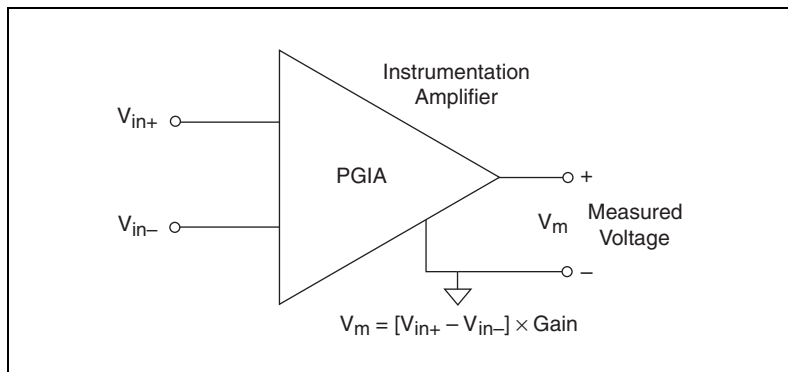 Instrumentation
Amplifier
Vin+
PGIA
+
Vm
Measured
Voltage
Vin–
–
Vm = [Vin+ – Vin–] × Gain